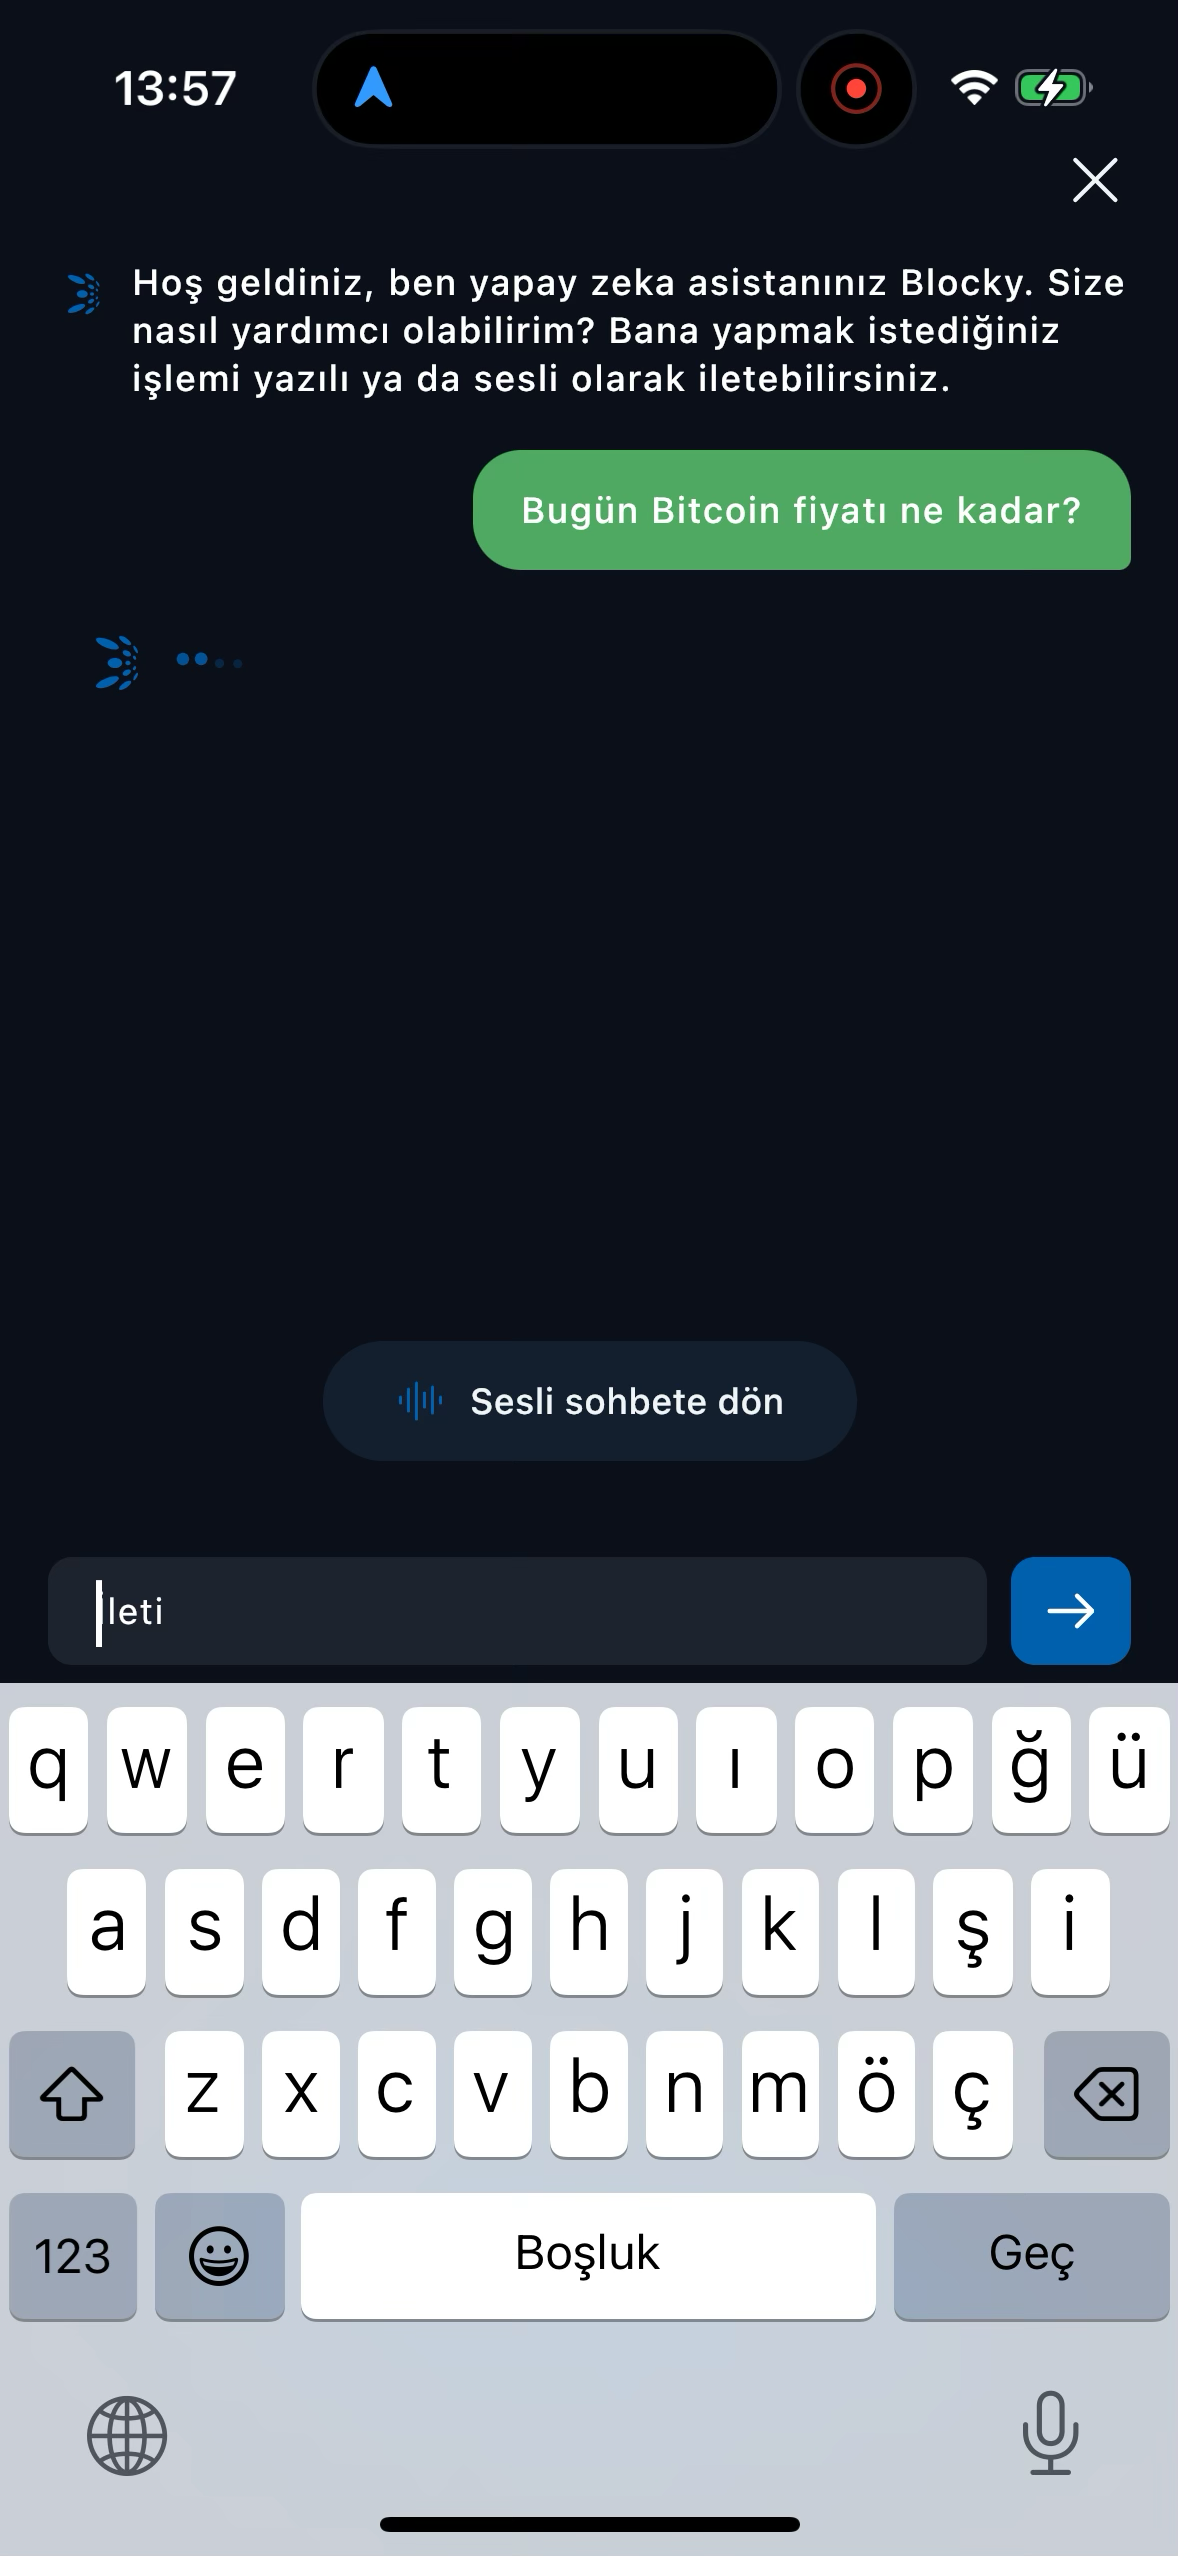 13:57
Hoş geldiniz, ben yapay zeka asistanınız Blocky. Size
nasıl yardımcı olabilirim? Bana yapmak istediğiniz
işlemi yazılı ya da sesli olarak iletebilirsiniz.
Bugün Bitcoin fiyatı ne kadar?
Sesli sohbete dön
İleti
q w e r t y u ı o p ğ ü
a s d f g h j k l ş i
z x c v b n m ö ç
123 Boşluk Geç